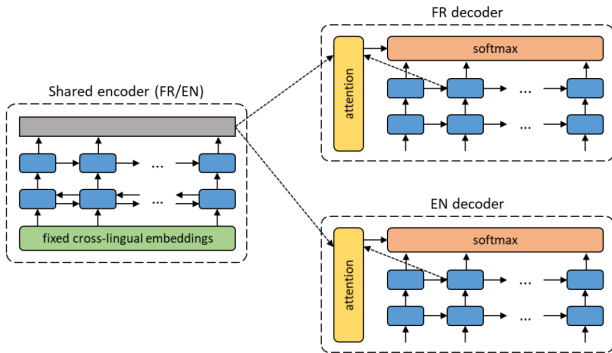 Shared encoder (FR/EN)
...
...
fixed cross-lingual embeddings
FR decoder
attention
softmax
...
...
EN decoder
attention
softmax
...
...